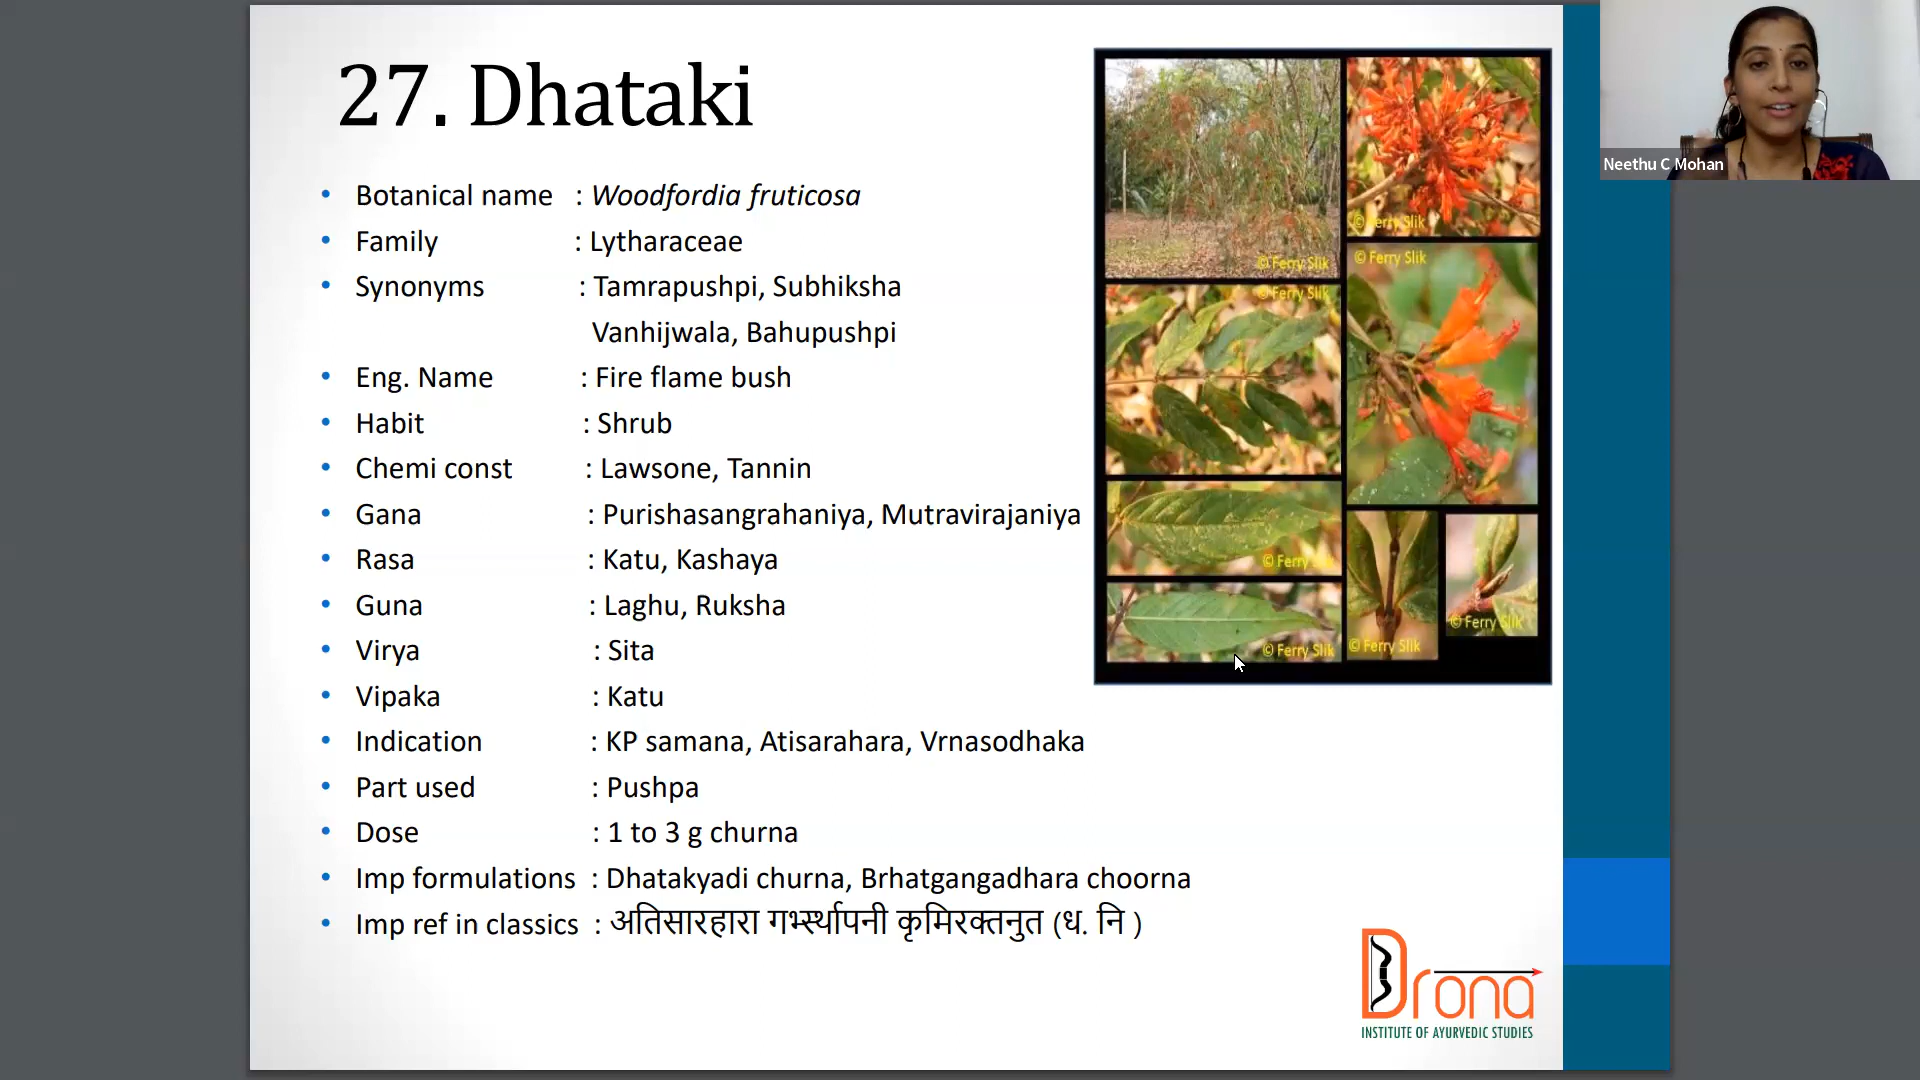 27. Dhataki
• Botanical name : Woodfordia fruticosa
• Family : Lytharaceae
• Synonyms : Tamrapushpi, Subhiksha
Vanhijwala, Bahupushpi
• Eng. Name : Fire flame bush
• Habit : Shrub
• Chemi const : Lawsone, Tannin
• Gana : Purishasangrahaniya, Mutravirajaniya
• Rasa : Katu, Kashaya
• Guna : Laghu, Ruksha
• Virya : Sita
• Vipaka : Katu
• Indication : KP samana, Atisarahara, Vrnasodhaka
• Part used : Pushpa
• Dose : 1 to 3 g churna
• Imp formulations : Dhatakyadi churna, Brhatgangadhara choorna
• Imp ref in classics : अतिसारहारा गर्भ्स्थापनी कृमिरक्तनुत (ध. नि )
© Ferry Slik
© Ferry Slik
© Ferry Slik
© Ferry Slik
© Ferry
© Ferry Slik
© Ferry Slik
© Ferry Slik
Neethu C Mohan
Drona
INSTITUTE OF AYURVEDIC STUDIES